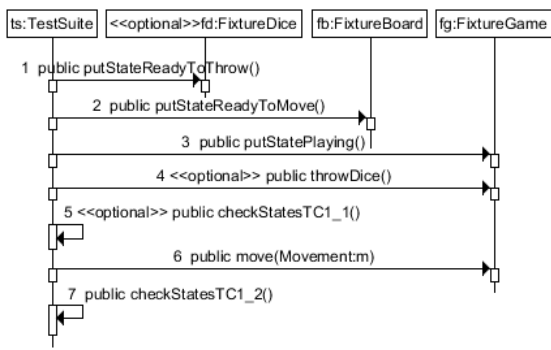 ts:TestSuite
<<optional>>fd:FixtureDice
fb:FixtureBoard
fg:FixtureGame
1 public putStateReadyToThrow()
2 public putStateReadyToMove()
3 public putStatePlaying()
4 <<optional>> public throwDice()
5 <<optional>> public checkStatesTC1_1()
6 public move(Movement:m)
7 public checkStatesTC1_2()